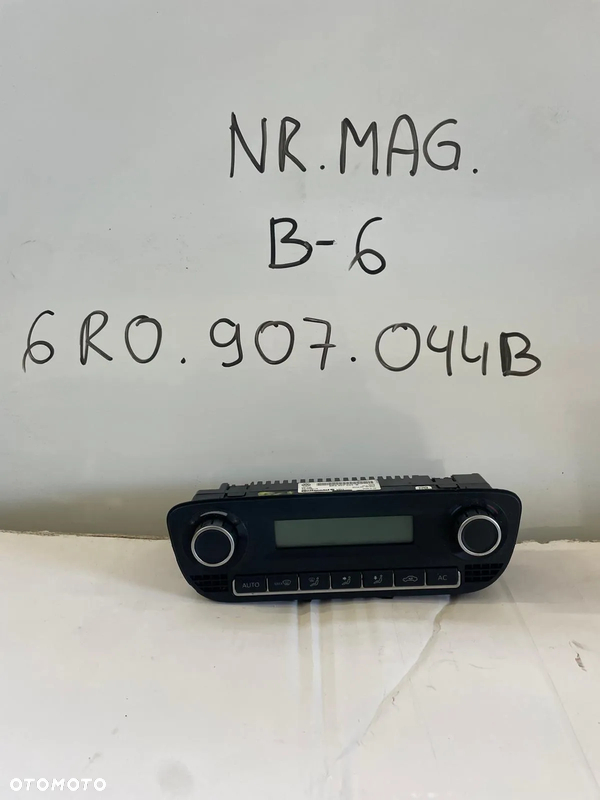 NR. MAG.
B-6
6R0.907.044B
AUTO
AC
OTOMOTO